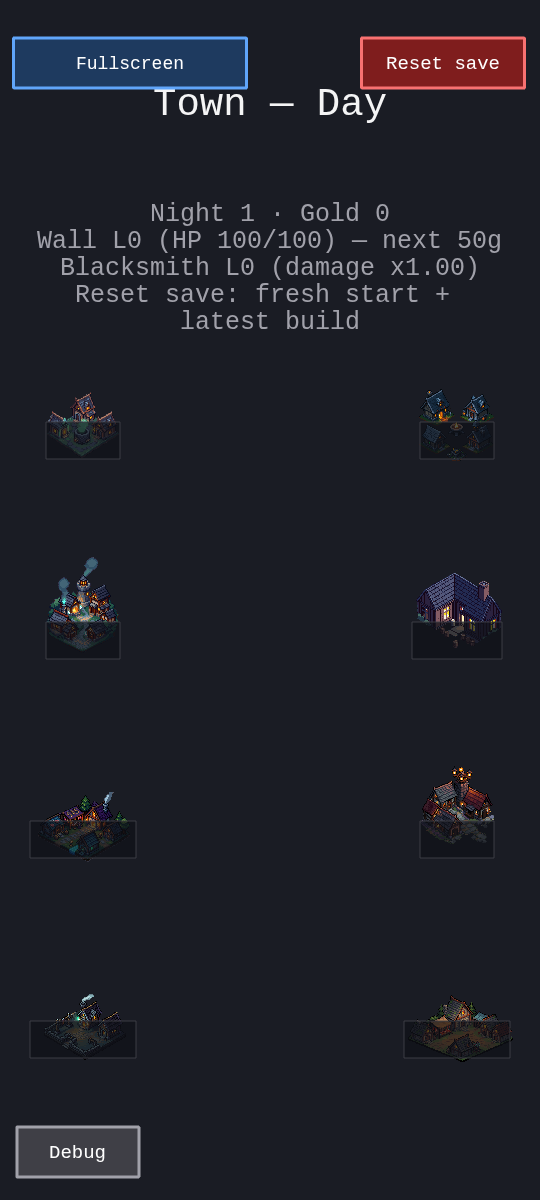 Fullscreen
Reset save
Town — Day
Night 1 · Gold 0
Wall L0 (HP 100/100) — next 50g
Blacksmith L0 (damage x1.00)
Reset save: fresh start +
latest build
Debug